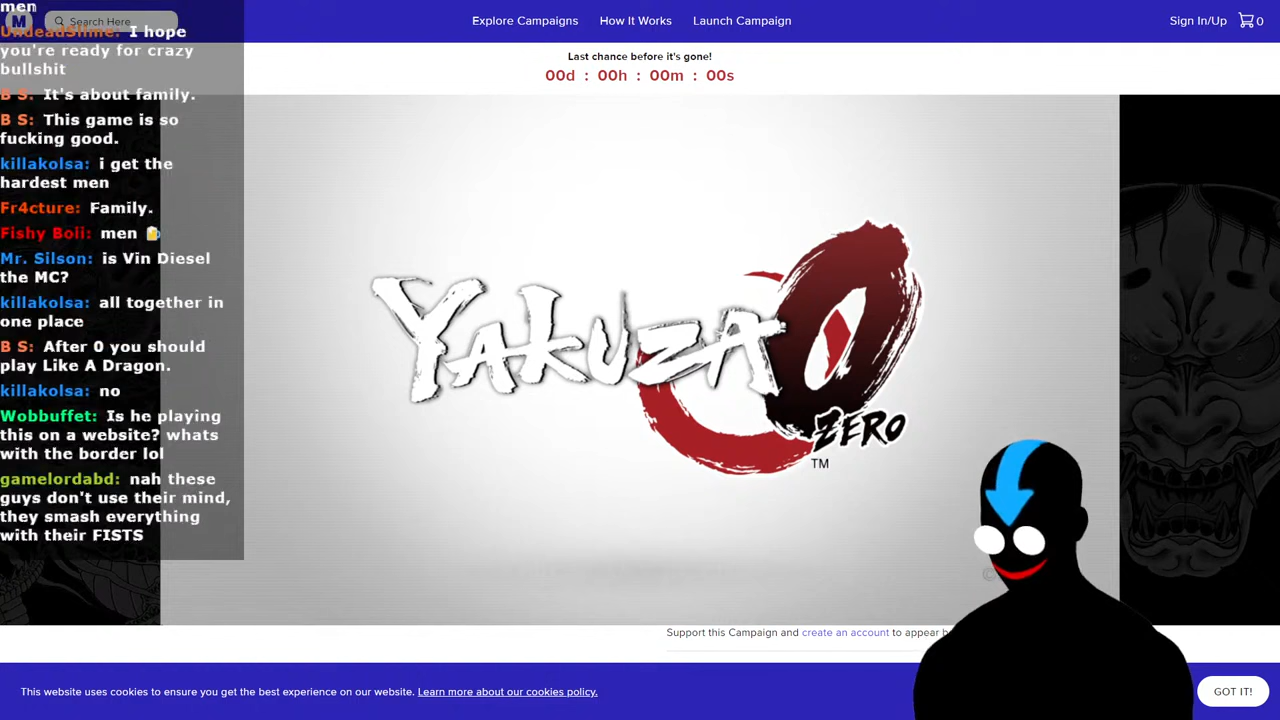 men
M
Search Here
Explore Campaigns
How It Works
Launch Campaign
Sign In/Up
0
Last chance before it's gone!
00d : 00h : 00m : 00s
UndeadSlime: I hope
you're ready for crazy
bullshit
B S: It's about family.
B S: This game is so
fucking good.
killakolsa: i get the
hardest men
Fr4cture: Family.
Fishy Boii: men 🍺
Mr. Silson: is Vin Diesel
the MC?
killakolsa: all together in
one place
B S: After 0 you should
play Like A Dragon.
killakolsa: no
Wobbuffet: Is he playing
this on a website? whats
with the border lol
gamelordabd: nah these
guys don't use their mind,
they smash everything
with their FISTS
Yakuza 0
ZERO
TM
©
Support this Campaign and create an account to appear
This website uses cookies to ensure you get the best experience on our website. Learn more about our cookies policy.
GOT IT!